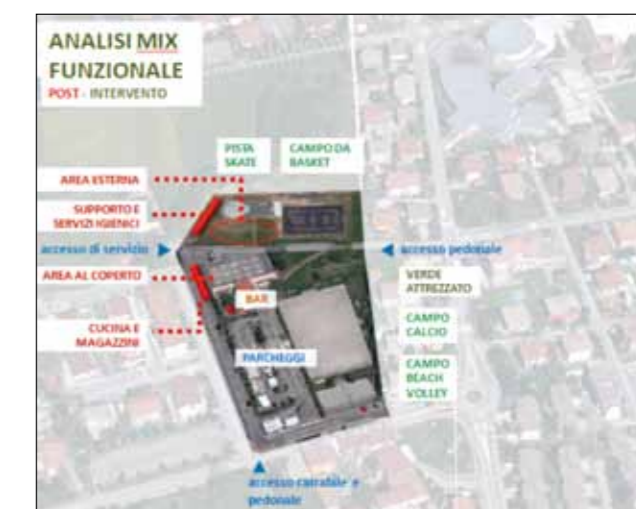 ANALISI MIX
FUNZIONALE
POST - INTERVENTO
PISTA
SKATE
CAMPO DA
BASKET
AREA ESTERNA
SUPPORTO E
SERVIZI IGIENICI
accesso di servizio
accesso pedonale
AREA AL COPERTO
VERDE
ATTREZZATO
BAR
CAMPO
CALCIO
CUCINA E
MAGAZZINI
PARCHEGGI
CAMPO
BEACH
VOLLEY
accesso carrabile e
pedonale